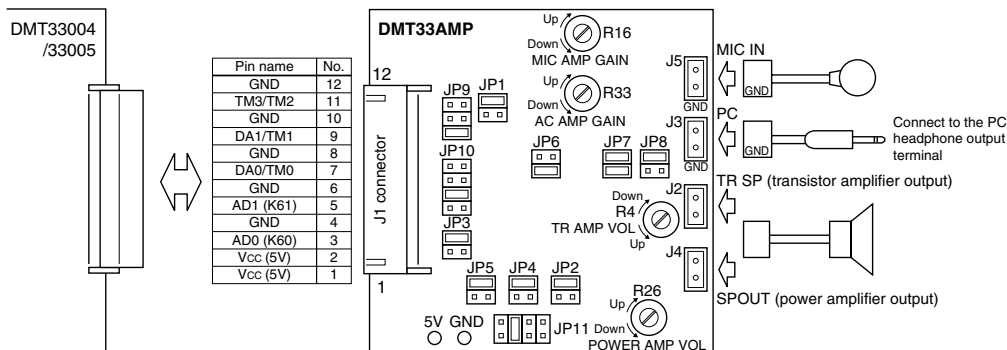 DMT33004
/33005
Pin name No.
GND 12
TM3/TM2 11
GND 10
DA1/TM1 9
GND 8
DA0/TM0 7
GND 6
AD1 (K61) 5
GND 4
AD0 (K60) 3
VCC (5V) 2
VCC (5V) 1
DMT33AMP
12
J1 connector
1
JP9
JP1
JP10
JP3
JP5
JP4
JP2
5V
GND
JP11
Up
Down
R16
MIC AMP GAIN
Up
Down
R33
AC AMP GAIN
JP6
JP7
JP8
Down
R4
TR AMP VOL
Up
R26
Up
Down
POWER AMP VOL
J5
GND
J3
GND
J2
J4
MIC IN
GND
PC
GND
Connect to the PC
headphone output
terminal
TR SP (transistor amplifier output)
SPOUT (power amplifier output)